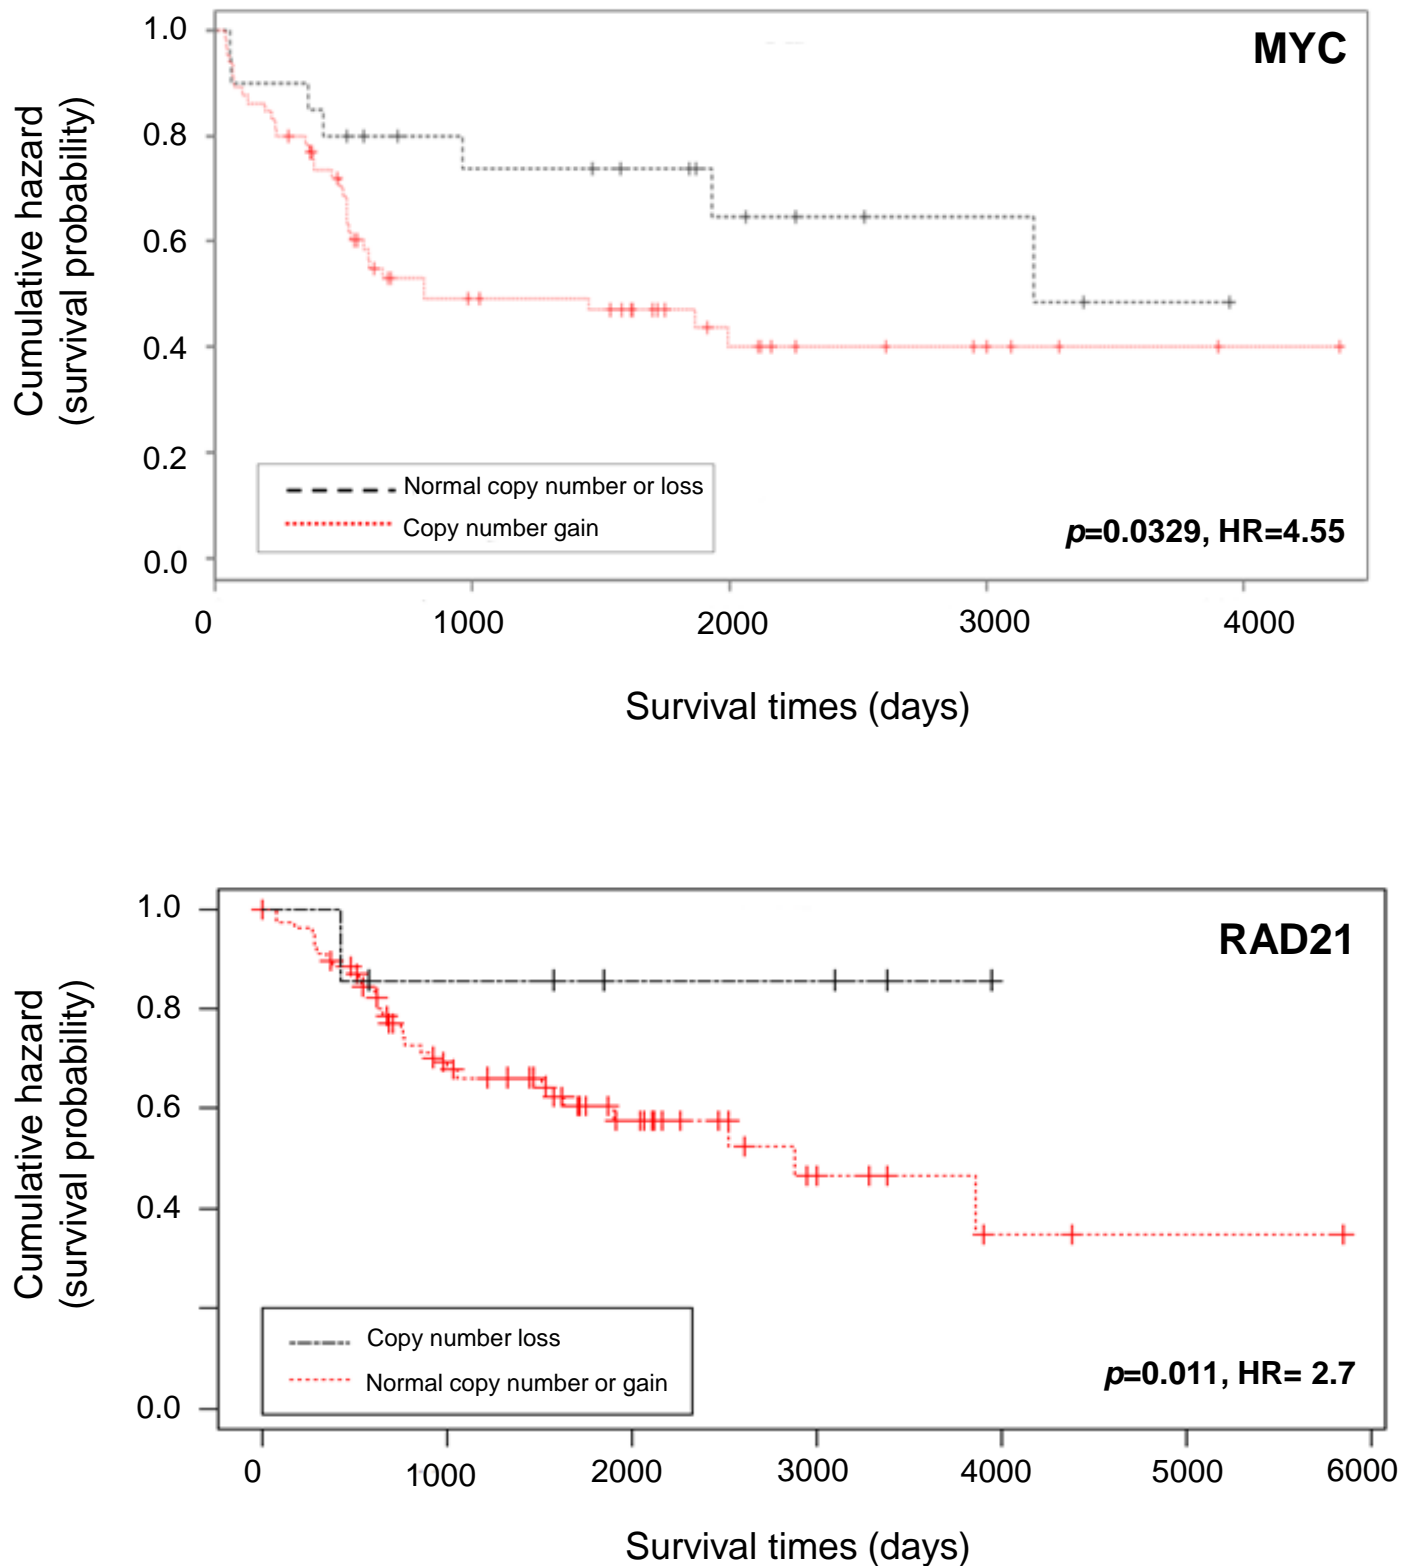 MYC
Cumulative hazard
(survival probability)
1.0
0.8
0.6
0.4
0.2
0.0
Normal copy number or loss
Copy number gain
p=0.0329, HR=4.55
0 1000 2000 3000 4000
Survival times (days)
RAD21
Cumulative hazard
(survival probability)
1.0
0.8
0.6
0.4
0.0
Copy number loss
Normal copy number or gain
p=0.011, HR= 2.7
0 1000 2000 3000 4000 5000 6000
Survival times (days)